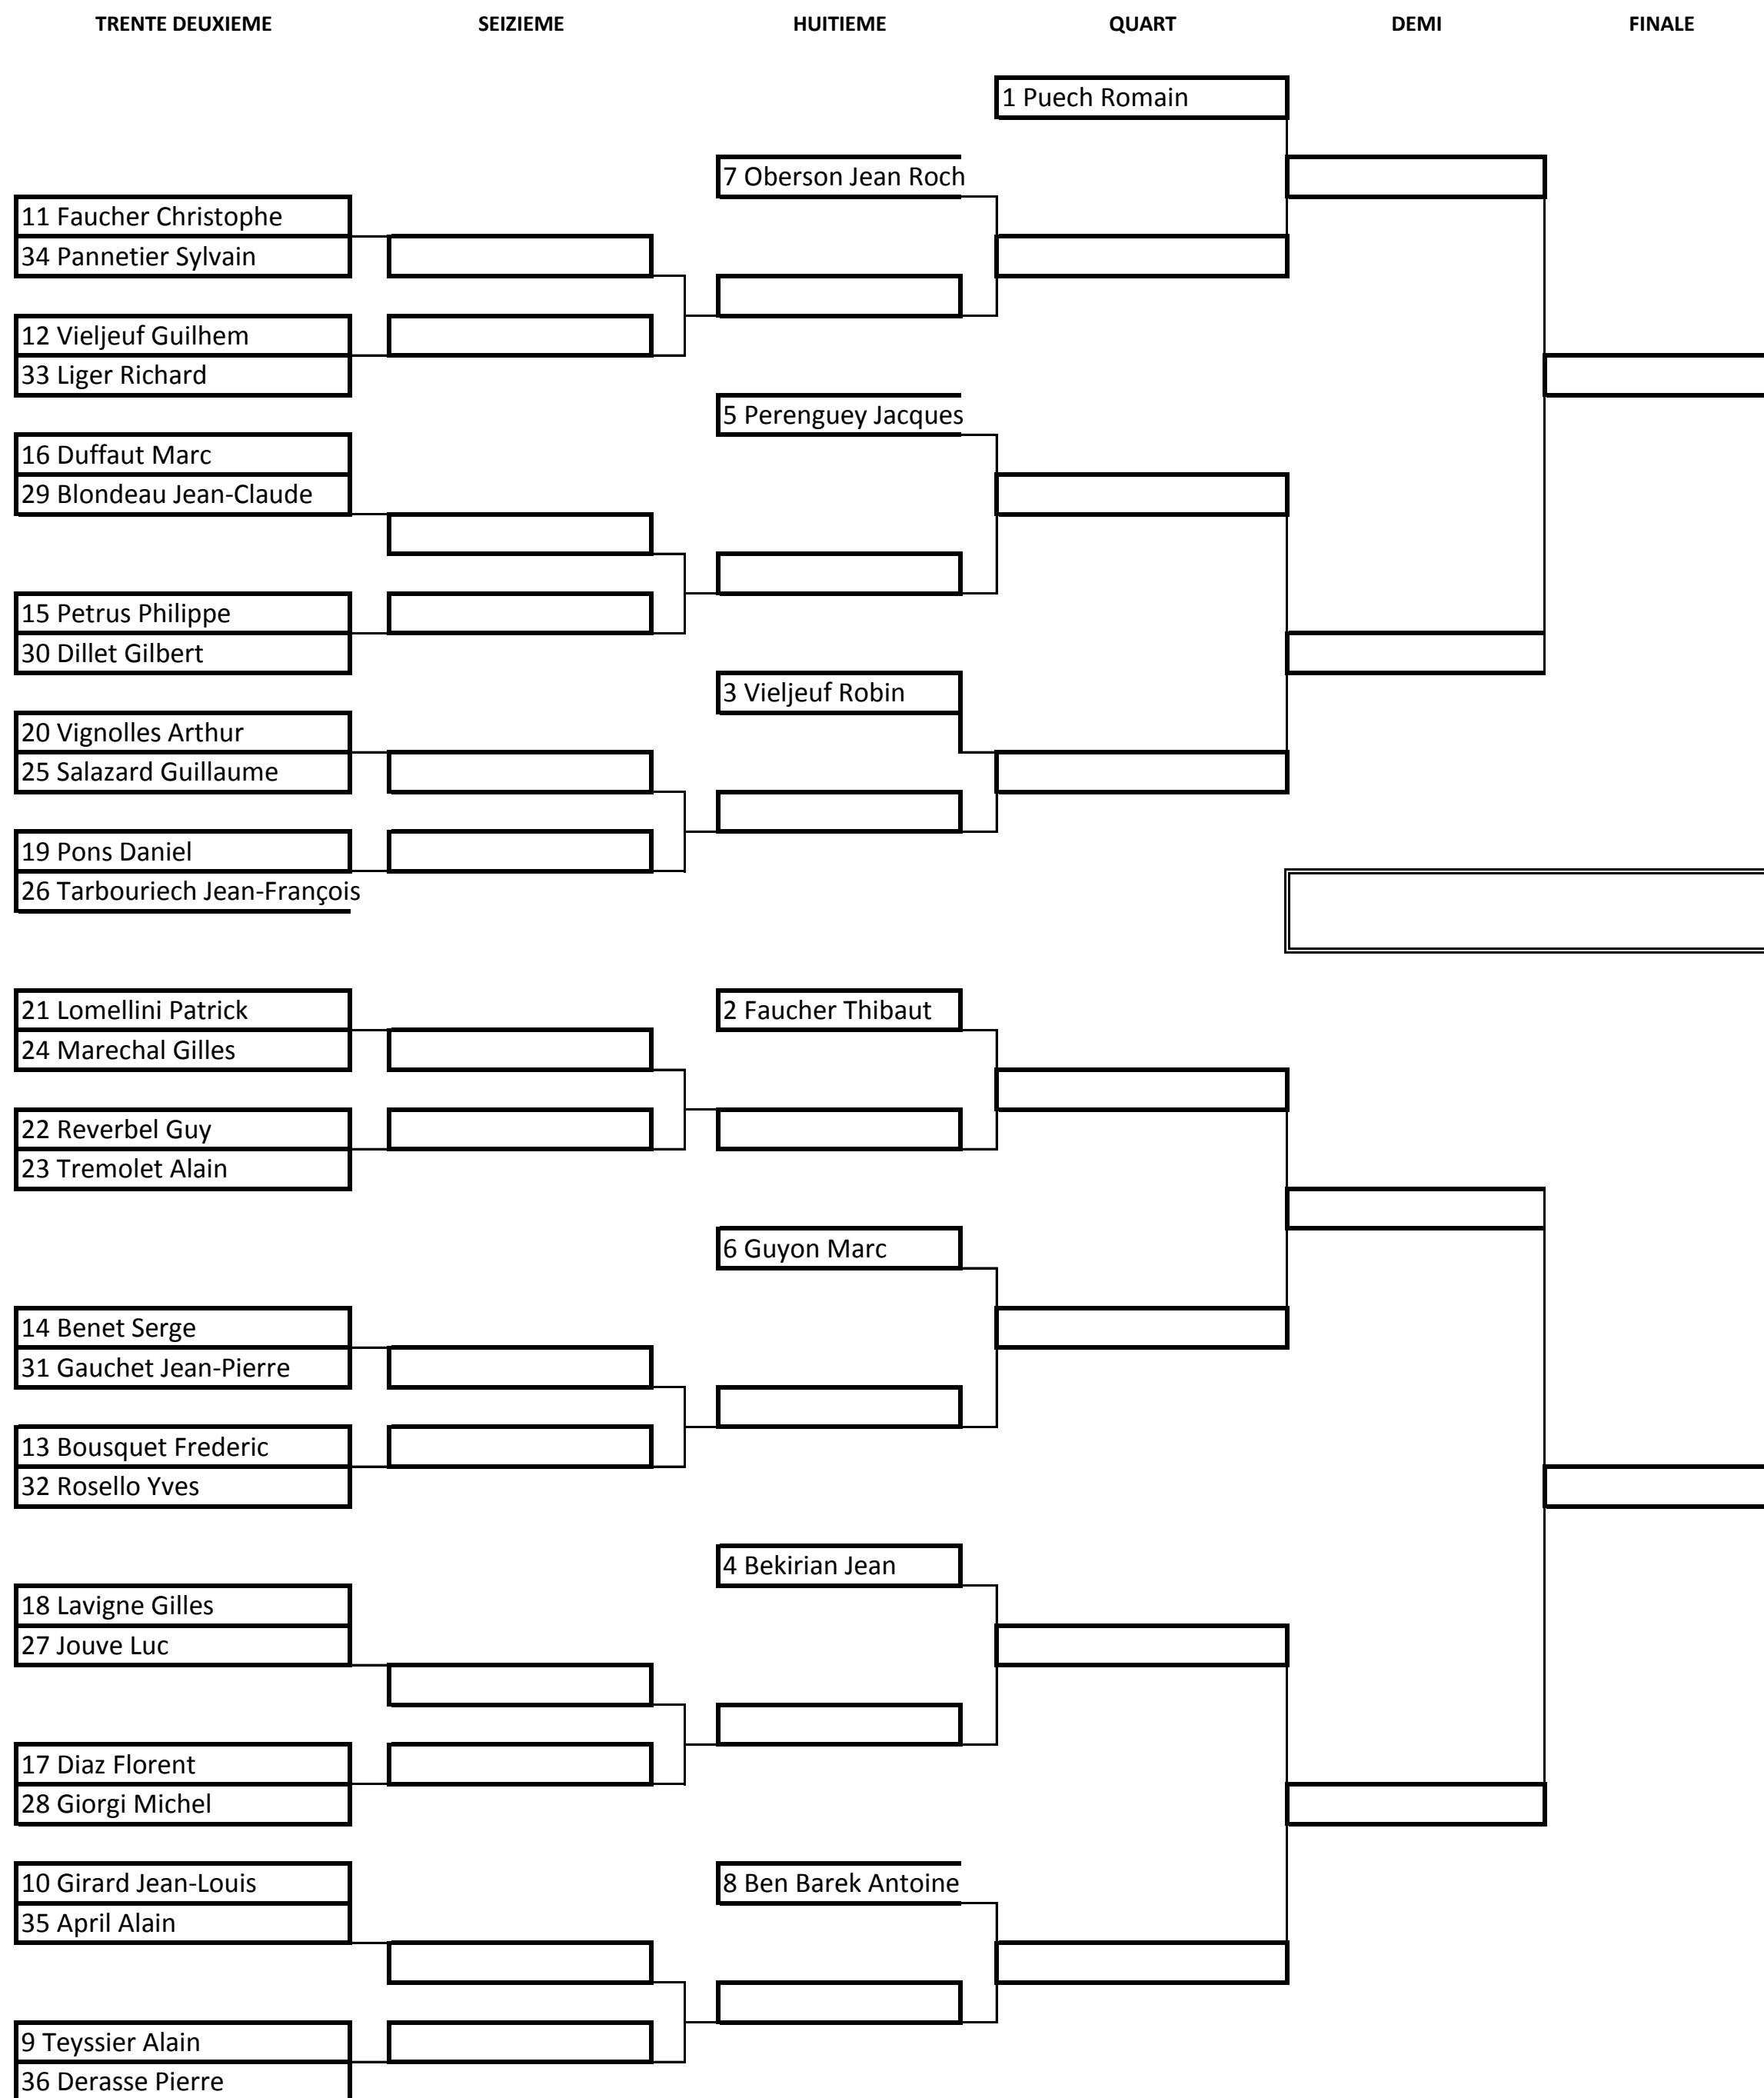 TRENTE DEUXIEME SEIZIEME HUITIEME QUART DEMI FINALE
1 Puech Romain
7 Oberson Jean Roch
11 Faucher Christophe
34 Pannetier Sylvain
12 Vieljeuf Guilhem
33 Liger Richard
5 Perenguey Jacques
16 Duffaut Marc
29 Blondeau Jean-Claude
15 Petrus Philippe
30 Dillet Gilbert
3 Vieljeuf Robin
20 Vignolles Arthur
25 Salazard Guillaume
19 Pons Daniel
26 Tarbouriech Jean-François
21 Lomellini Patrick
2 Faucher Thibaut
24 Marechal Gilles
22 Reverbel Guy
23 Tremolet Alain
6 Guyon Marc
14 Benet Serge
31 Gauchet Jean-Pierre
13 Bousquet Frederic
32 Rosello Yves
4 Bekirian Jean
18 Lavigne Gilles
27 Jouve Luc
17 Diaz Florent
28 Giorgi Michel
10 Girard Jean-Louis
8 Ben Barek Antoine
35 April Alain
9 Teyssier Alain
36 Derasse Pierre